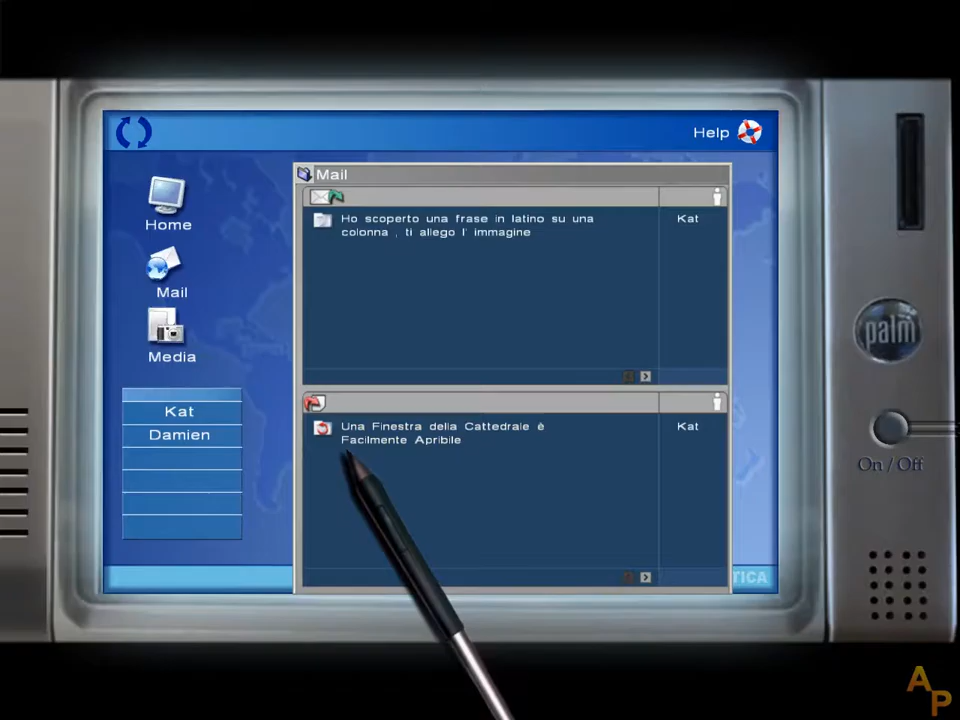 Help
Home
Mail
Media
Kat
Damien
Mail
Ho scoperto una frase in latino su una
colonna , ti allego l' immagine
Kat
Una Finestra della Cattedrale è
Facilmente Apribile
Kat
TICA
palm
On / Off
AP